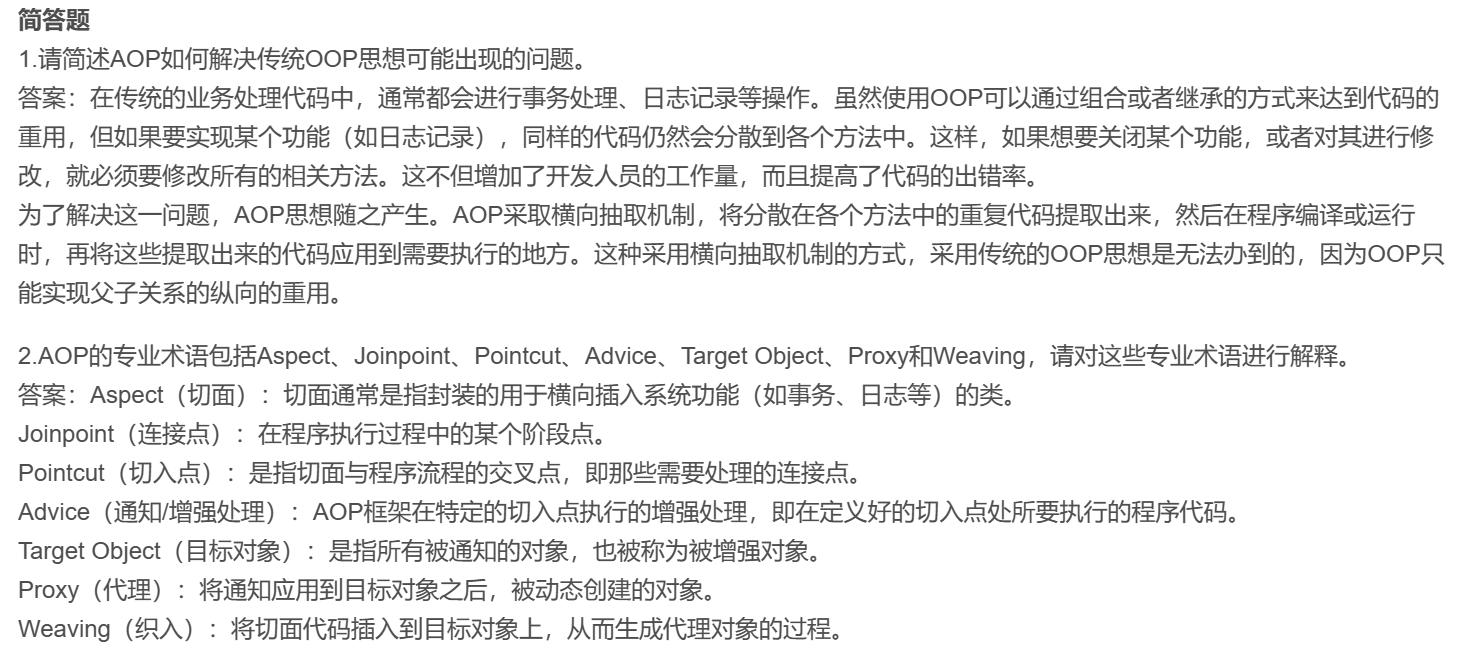 简答题
1.请简述AOP如何解决传统OOP思想可能出现的问题。
答案：在传统的业务处理代码中，通常都会进行事务处理、日志记录等操作。虽然使用OOP可以通过组合或者继承的方式来达到代码的
重用，但如果要实现某个功能（如日志记录），同样的代码仍然会分散到各个方法中。这样，如果想要关闭某个功能，或者对其进行修
改，就必须要修改所有的相关方法。这不但增加了开发人员的工作量，而且提高了代码的出错率。
为了解决这一问题，AOP思想随之产生。AOP采取横向抽取机制，将分散在各个方法中的重复代码提取出来，然后在程序编译或运行
时，再将这些提取出来的代码应用到需要执行的地方。这种采用横向抽取机制的方式，采用传统的OOP思想是无法办到的，因为OOP只
能实现父子关系的纵向的重用。
2.AOP的专业术语包括Aspect、Joinpoint、Pointcut、Advice、Target Object、Proxy和Weaving，请对这些专业术语进行解释。
答案：Aspect（切面）：切面通常是指封装的用于横向插入系统功能（如事务、日志等）的类。
Joinpoint（连接点）：在程序执行过程中的某个阶段点。
Pointcut（切入点）：是指切面与程序流程的交叉点，即那些需要处理的连接点。
Advice（通知/增强处理）：AOP框架在特定的切入点执行的增强处理，即在定义好的切入点处所要执行的程序代码。
Target Object（目标对象）：是指所有被通知的对象，也被称为被增强对象。
Proxy（代理）：将通知应用到目标对象之后，被动态创建的对象。
Weaving（织入）：将切面代码插入到目标对象上，从而生成代理对象的过程。